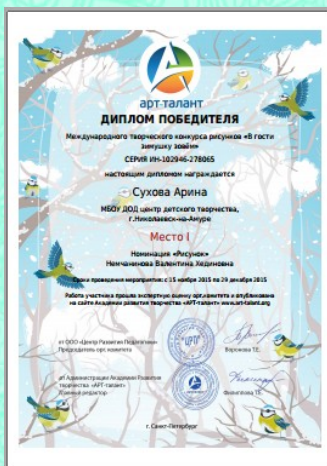 арт-талант
ДИПЛОМ ПОБЕДИТЕЛЯ
Международного творческого конкурса рисунков «В гости
зимушку зовём»
СЕРИЯ ИН-102946-278065
настоящим дипломом награждается
Сухова Арина
МБОУ ДОД центр детского творчества,
г.Николаевск-на-Амуре
Место I
Номинация «Рисунок»
Немчанинова Валентина Хединовна
Сроки проведения мероприятия: с 15 ноября 2015 по 29 декабря 2015
Работа участника прошла экспертную оценку орг.комитета и опубликована
на сайте Академии развития творчества «АРТ-талант» www.art-talant.org
от ООО «Центр Развития Педагогики»
Председатель орг. комитета
Воронова Т.Е.
от Администрации Академии Развития
творчества «АРТ-талант»
Главный редактор
Филиппова Т.Е.
г. Санкт-Петербург